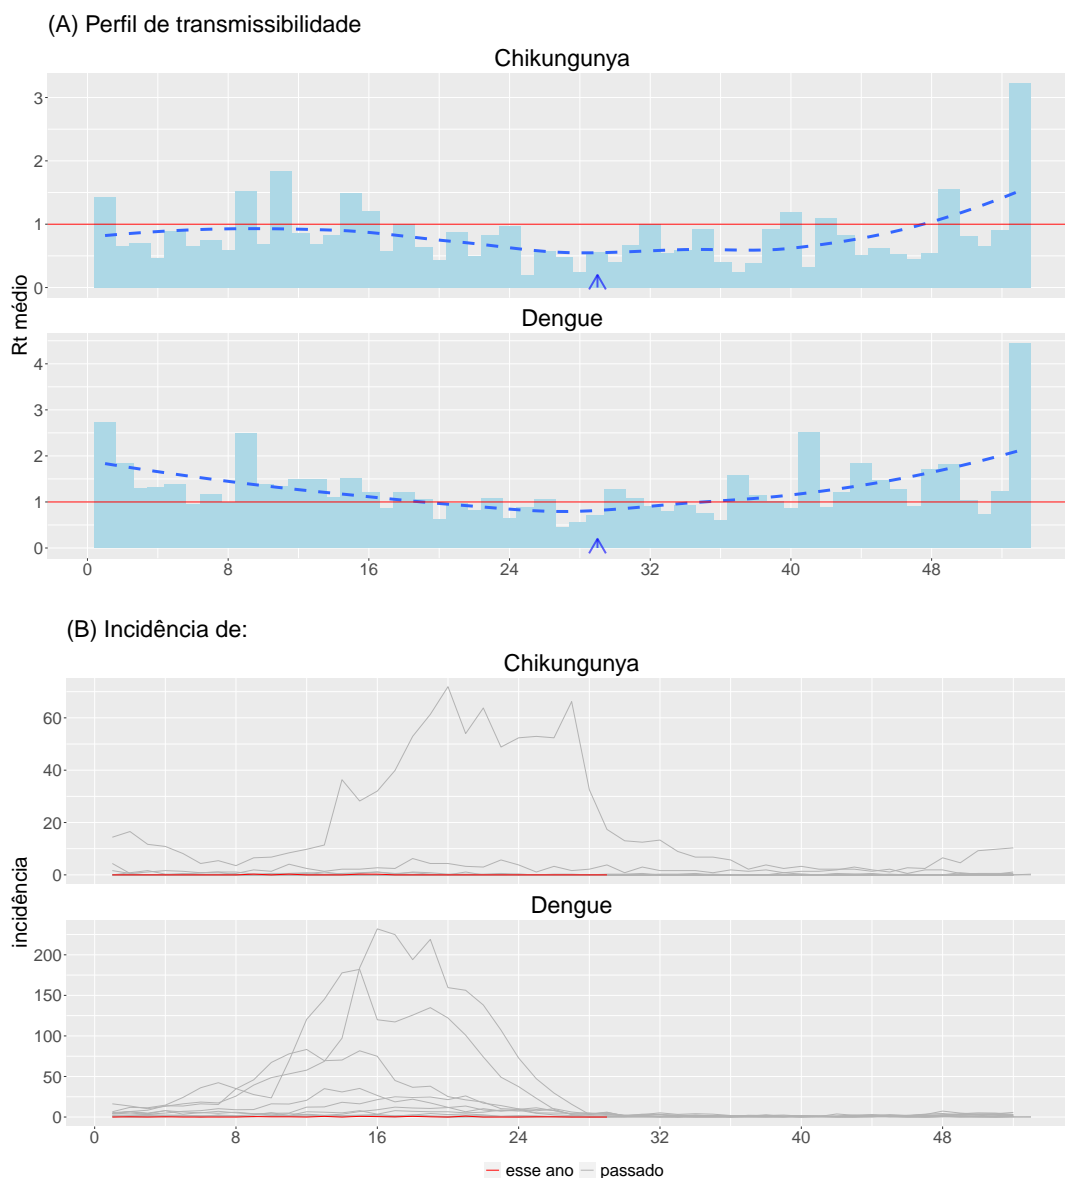 (A) Perfil de transmissibilidade
Chikungunya
3
2
1
0
Dengue
4
3
2
1
0
Rt médio
0 8 16 24 32 40 48
(B) Incidência de:
Chikungunya
60
40
20
0
Dengue
200
150
100
50
0
incidência
0 8 16 24 32 40 48
esse ano passado